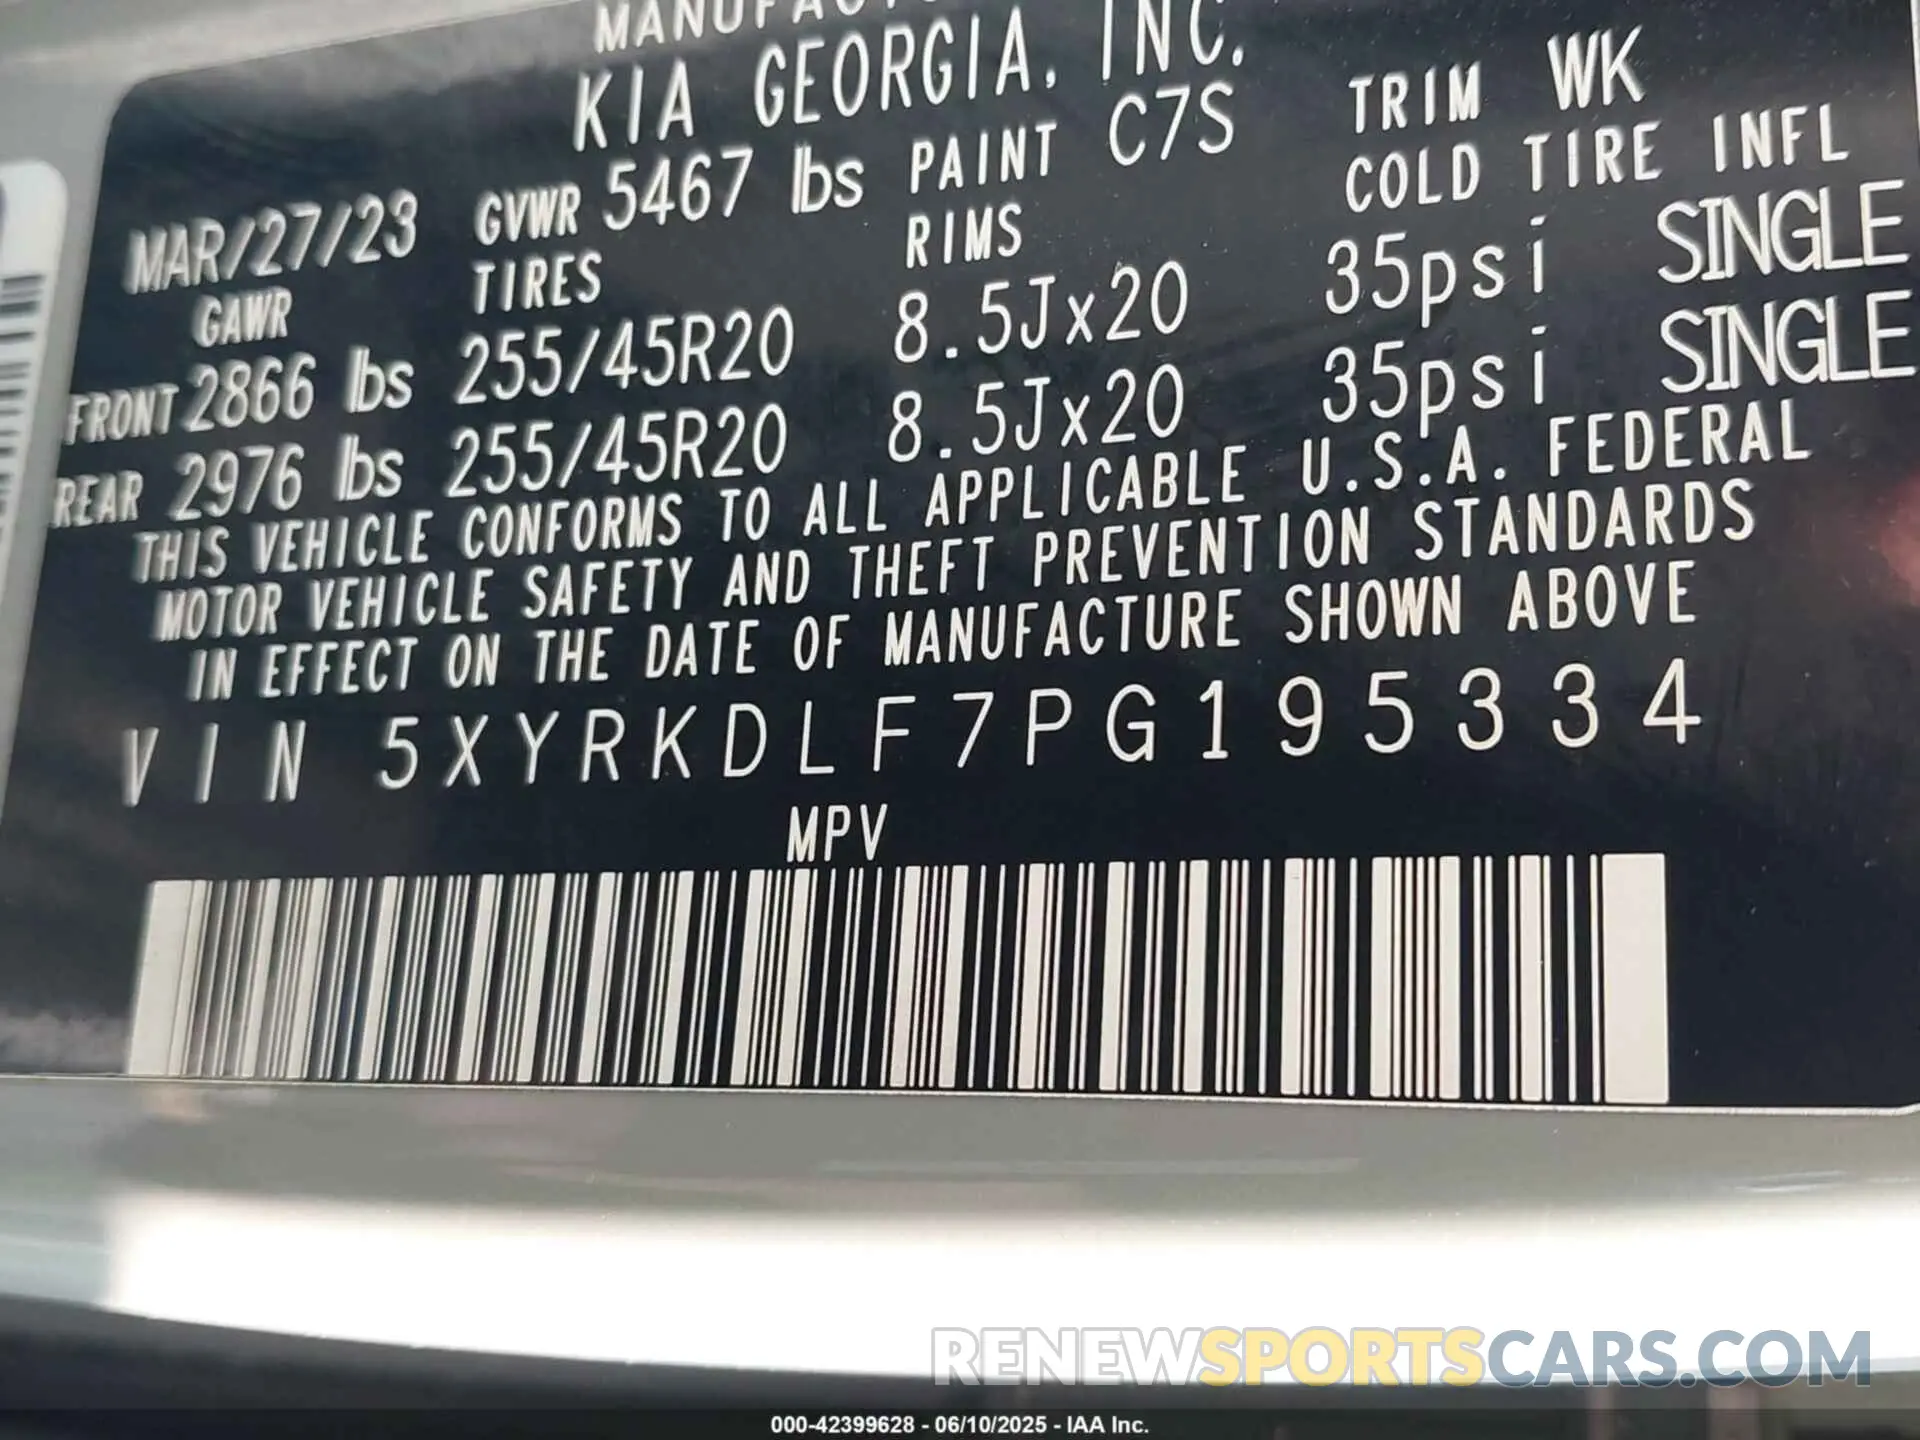 KIA GEORGIA, INC.
MAR/27/23 GVWR 5467 lbs PAINT C7S TRIM WK
GAWR TIRES RIMS COLD TIRE INFL
FRONT 2866 lbs 255/45R20 8.5Jx20 35psi SINGLE
REAR 2976 lbs 255/45R20 8.5Jx20 35psi SINGLE
THIS VEHICLE CONFORMS TO ALL APPLICABLE U.S.A. FEDERAL
MOTOR VEHICLE SAFETY AND THEFT PREVENTION STANDARDS
IN EFFECT ON THE DATE OF MANUFACTURE SHOWN ABOVE
VIN 5XYRKDLF7PG195334
MPV
RENEWSPORTSCARS.COM
000-42399628 - 06/10/2025 - IAA Inc.